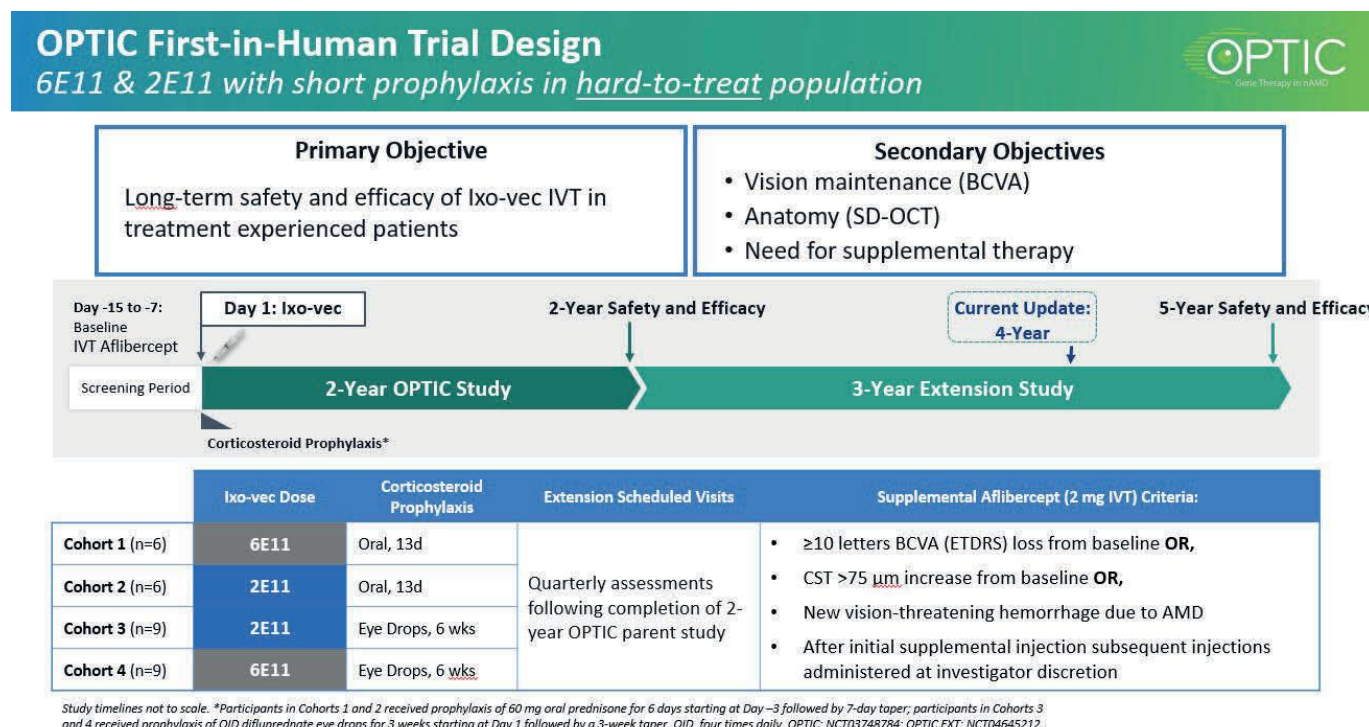 OPTIC First-in-Human Trial Design
6E11 & 2E11 with short prophylaxis in hard-to-treat population
OPTIC
Gene Therapy in nAMD
Primary Objective
Long-term safety and efficacy of Ixo-vec IVT in
treatment experienced patients
Secondary Objectives
• Vision maintenance (BCVA)
• Anatomy (SD-OCT)
• Need for supplemental therapy
Day -15 to -7:
Baseline
IVT Aflibercept
Day 1: Ixo-vec
2-Year Safety and Efficacy
Current Update:
4-Year
5-Year Safety and Efficacy
Screening Period
2-Year OPTIC Study
3-Year Extension Study
Corticosteroid Prophylaxis*
Ixo-vec Dose
Corticosteroid
Prophylaxis
Extension Scheduled Visits
Supplemental Aflibercept (2 mg IVT) Criteria:
Cohort 1 (n=6)
6E11
Oral, 13d
Cohort 2 (n=6)
2E11
Oral, 13d
Cohort 3 (n=9)
2E11
Eye Drops, 6 wks
Cohort 4 (n=9)
6E11
Eye Drops, 6 wks
Quarterly assessments
following completion of 2-
year OPTIC parent study
• ≥10 letters BCVA (ETDRS) loss from baseline OR,
• CST >75 µm increase from baseline OR,
• New vision-threatening hemorrhage due to AMD
• After initial supplemental injection subsequent injections
administered at investigator discretion
Study timelines not to scale. *Participants in Cohorts 1 and 2 received prophylaxis of 60 mg oral prednisone for 6 days starting at Day –3 followed by 7-day taper; participants in Cohorts 3
and 4 received prophylaxis of QID difluprednate eye drops for 3 weeks starting at Day 1 followed by a 3-week taper. QID, four times daily. OPTIC: NCT03748784; OPTIC EXT: NCT04645212